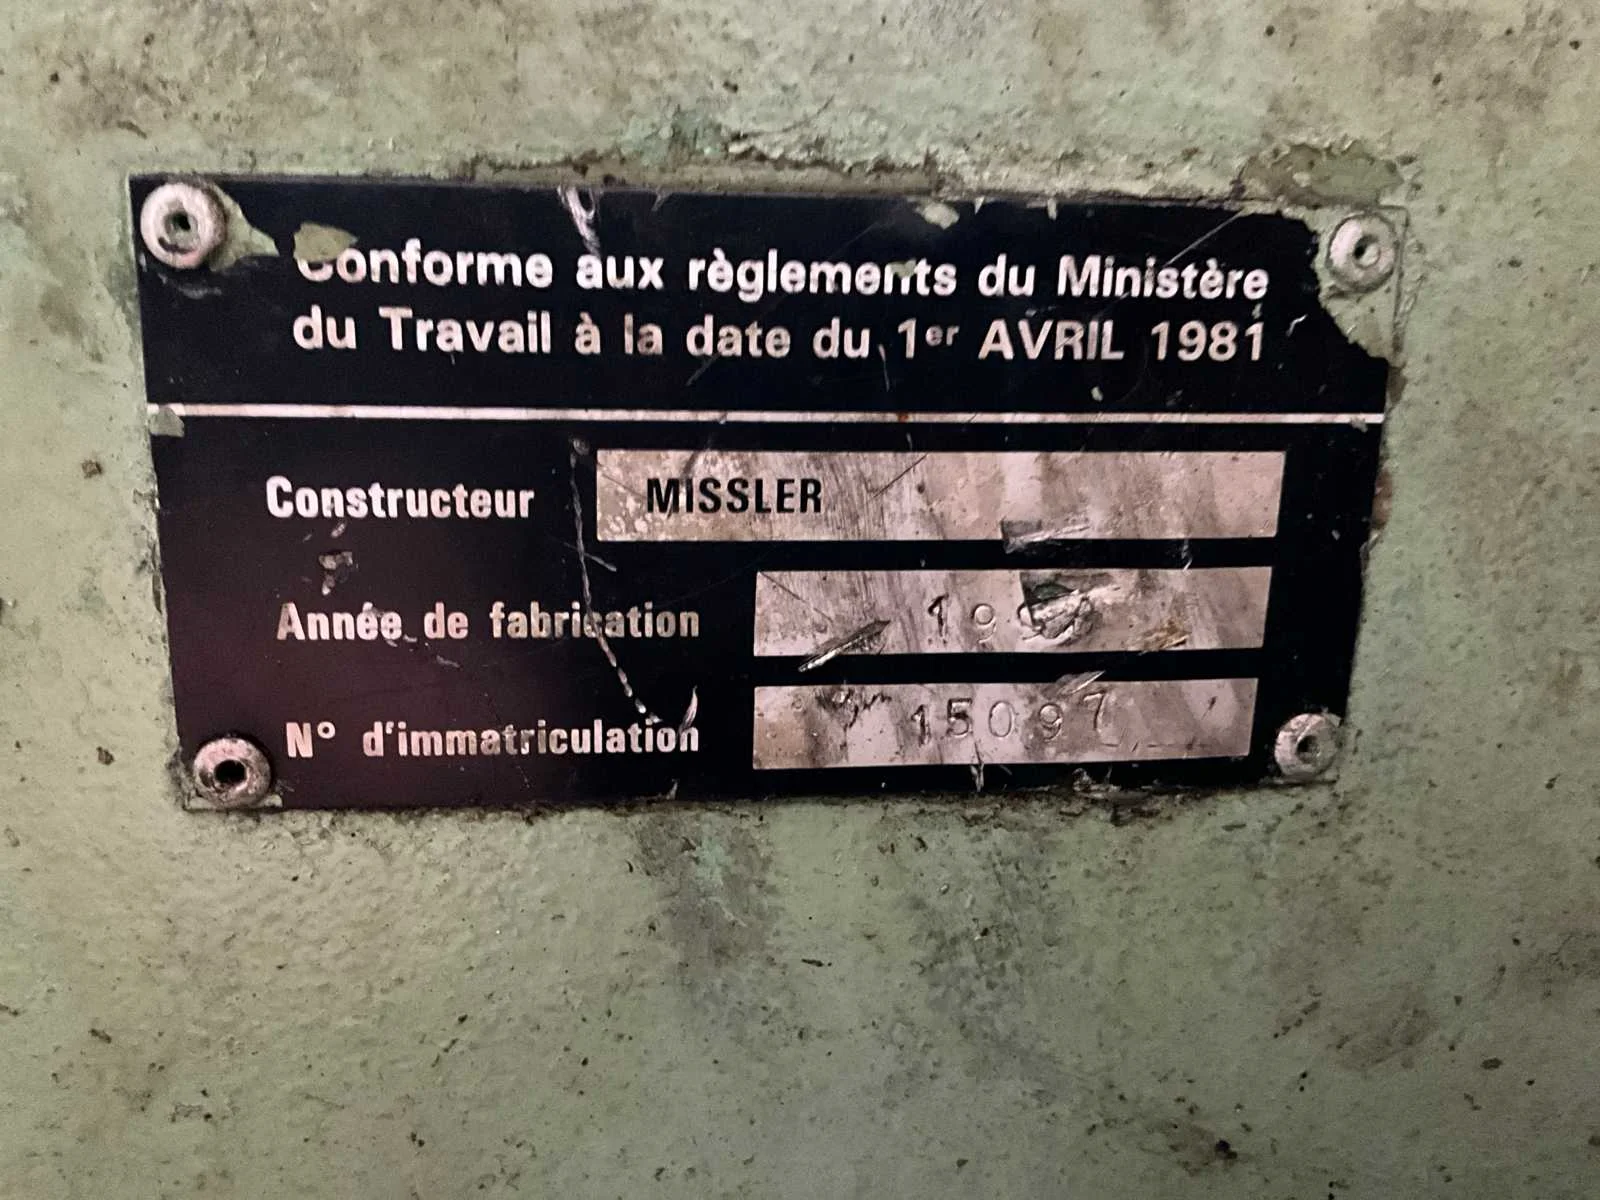 Conforme aux règlements du Ministère
du Travail à la date du 1er AVRIL 1981
Constructeur MISSLER
Année de fabrication
N° d'immatriculation 15097